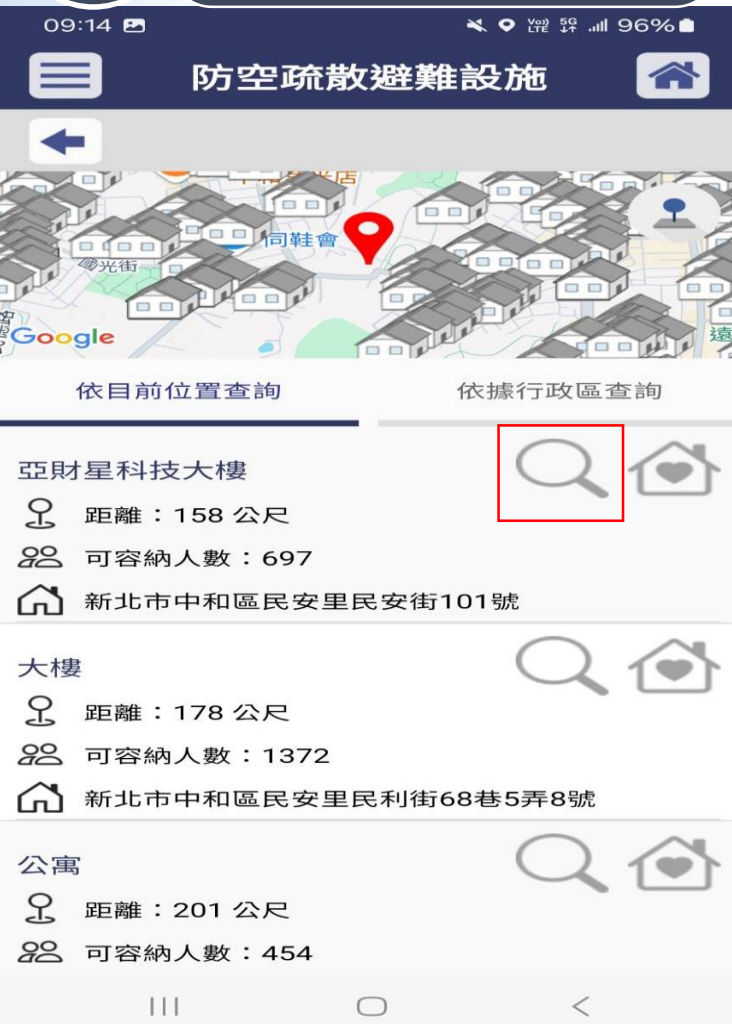 09:14
Vo)) LTE 5G 96%
防空疏散避難設施
同鞋會
國光街
Google
遠
依目前位置查詢
依據行政區查詢
亞財星科技大樓
距離：158 公尺
可容納人數：697
新北市中和區民安里民安街101號
大樓
距離：178 公尺
可容納人數：1372
新北市中和區民安里民利街68巷5弄8號
公寓
距離：201 公尺
可容納人數：454